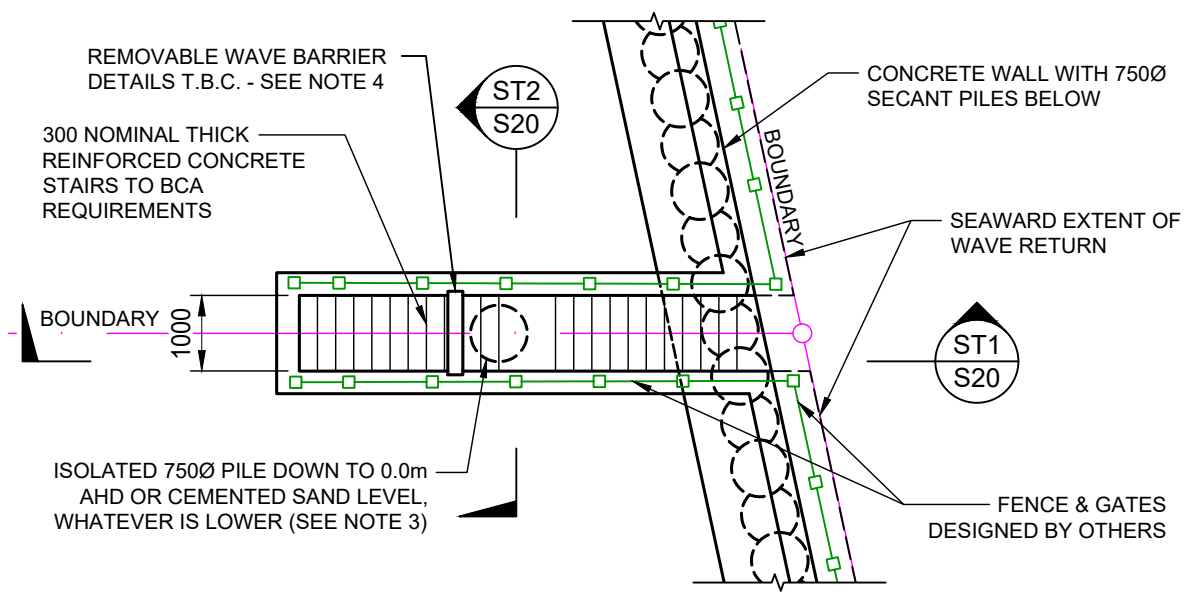 REMOVABLE WAVE BARRIER
DETAILS T.B.C. - SEE NOTE 4
300 NOMINAL THICK
REINFORCED CONCRETE
STAIRS TO BCA
REQUIREMENTS
ST2
S20
CONCRETE WALL WITH 750Ø
SECANT PILES BELOW
BOUNDARY
SEAWARD EXTENT OF
WAVE RETURN
BOUNDARY
1000
ST1
S20
ISOLATED 750Ø PILE DOWN TO 0.0m
AHD OR CEMENTED SAND LEVEL,
WHATEVER IS LOWER (SEE NOTE 3)
FENCE & GATES
DESIGNED BY OTHERS